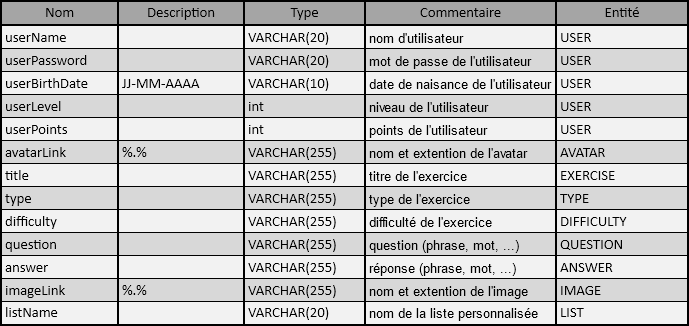 Nom Description Type Commentaire Entité
userName VARCHAR(20) nom d'utilisateur USER
userPassword VARCHAR(20) mot de passe de l'utilisateur USER
userBirthDate JJ-MM-AAAA VARCHAR(10) date de naisance de l'utilisateur USER
userLevel int niveau de l'utilisateur USER
userPoints int points de l'utilisateur USER
avatarLink %.% VARCHAR(255) nom et extention de l'avatar AVATAR
title VARCHAR(255) titre de l'exercice EXERCISE
type VARCHAR(255) type de l'exercice TYPE
difficulty VARCHAR(255) difficulté de l'exercice DIFFICULTY
question VARCHAR(255) question (phrase, mot, ...) QUESTION
answer VARCHAR(255) réponse (phrase, mot, ...) ANSWER
imageLink %.% VARCHAR(255) nom et extention de l'image IMAGE
listName VARCHAR(20) nom de la liste personnalisée LIST